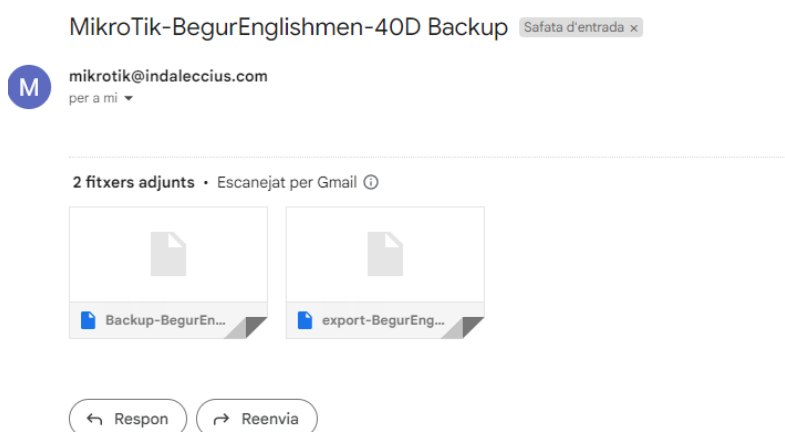 MikroTik-BegurEnglishmen-40D Backup Safata d'entrada ×
M
mikrotik@indaleccius.com
per a mi
2 fitxers adjunts • Escanejat per Gmail
Backup-BegurEn...
export-BegurEng...
Respon
Reenvia